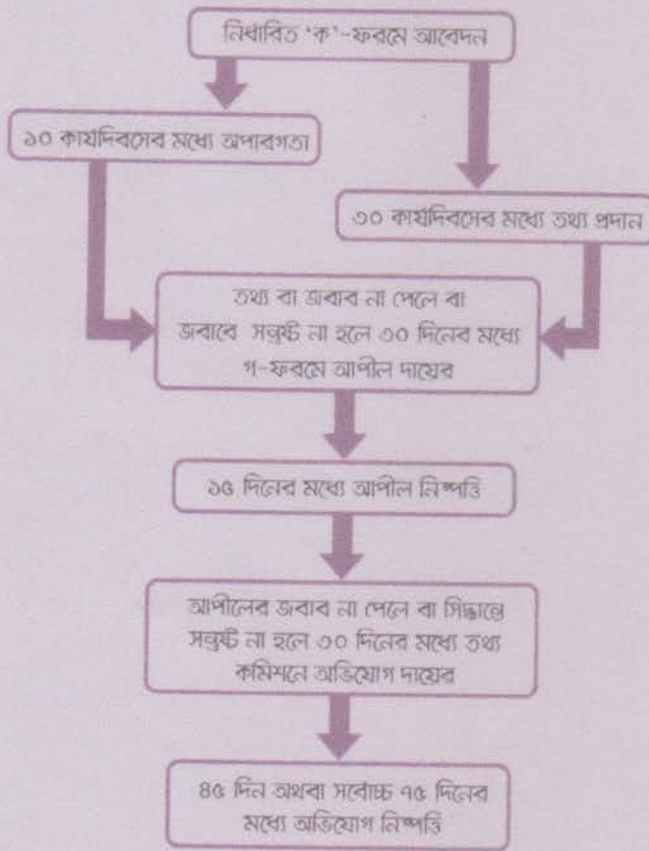 নির্ধারিত ‘ক’-ফরমে আবেদন
১০ কার্যদিবসের মধ্যে অপারগতা
৩০ কার্যদিবসের মধ্যে তথ্য প্রদান
তথ্য বা জবাব না পেলে বা
জবাবে সন্তুষ্ট না হলে ৩০ দিনের মধ্যে
গ-ফরমে আপীল দায়ের
১৫ দিনের মধ্যে আপীল নিষ্পত্তি
আপীলের জবাব না পেলে বা সিদ্ধান্তে
সন্তুষ্ট না হলে ৩০ দিনের মধ্যে তথ্য
কমিশনে অভিযোগ দায়ের
৪৫ দিন অথবা সর্বোচ্চ ৭৫ দিনের
মধ্যে অভিযোগ নিষ্পত্তি